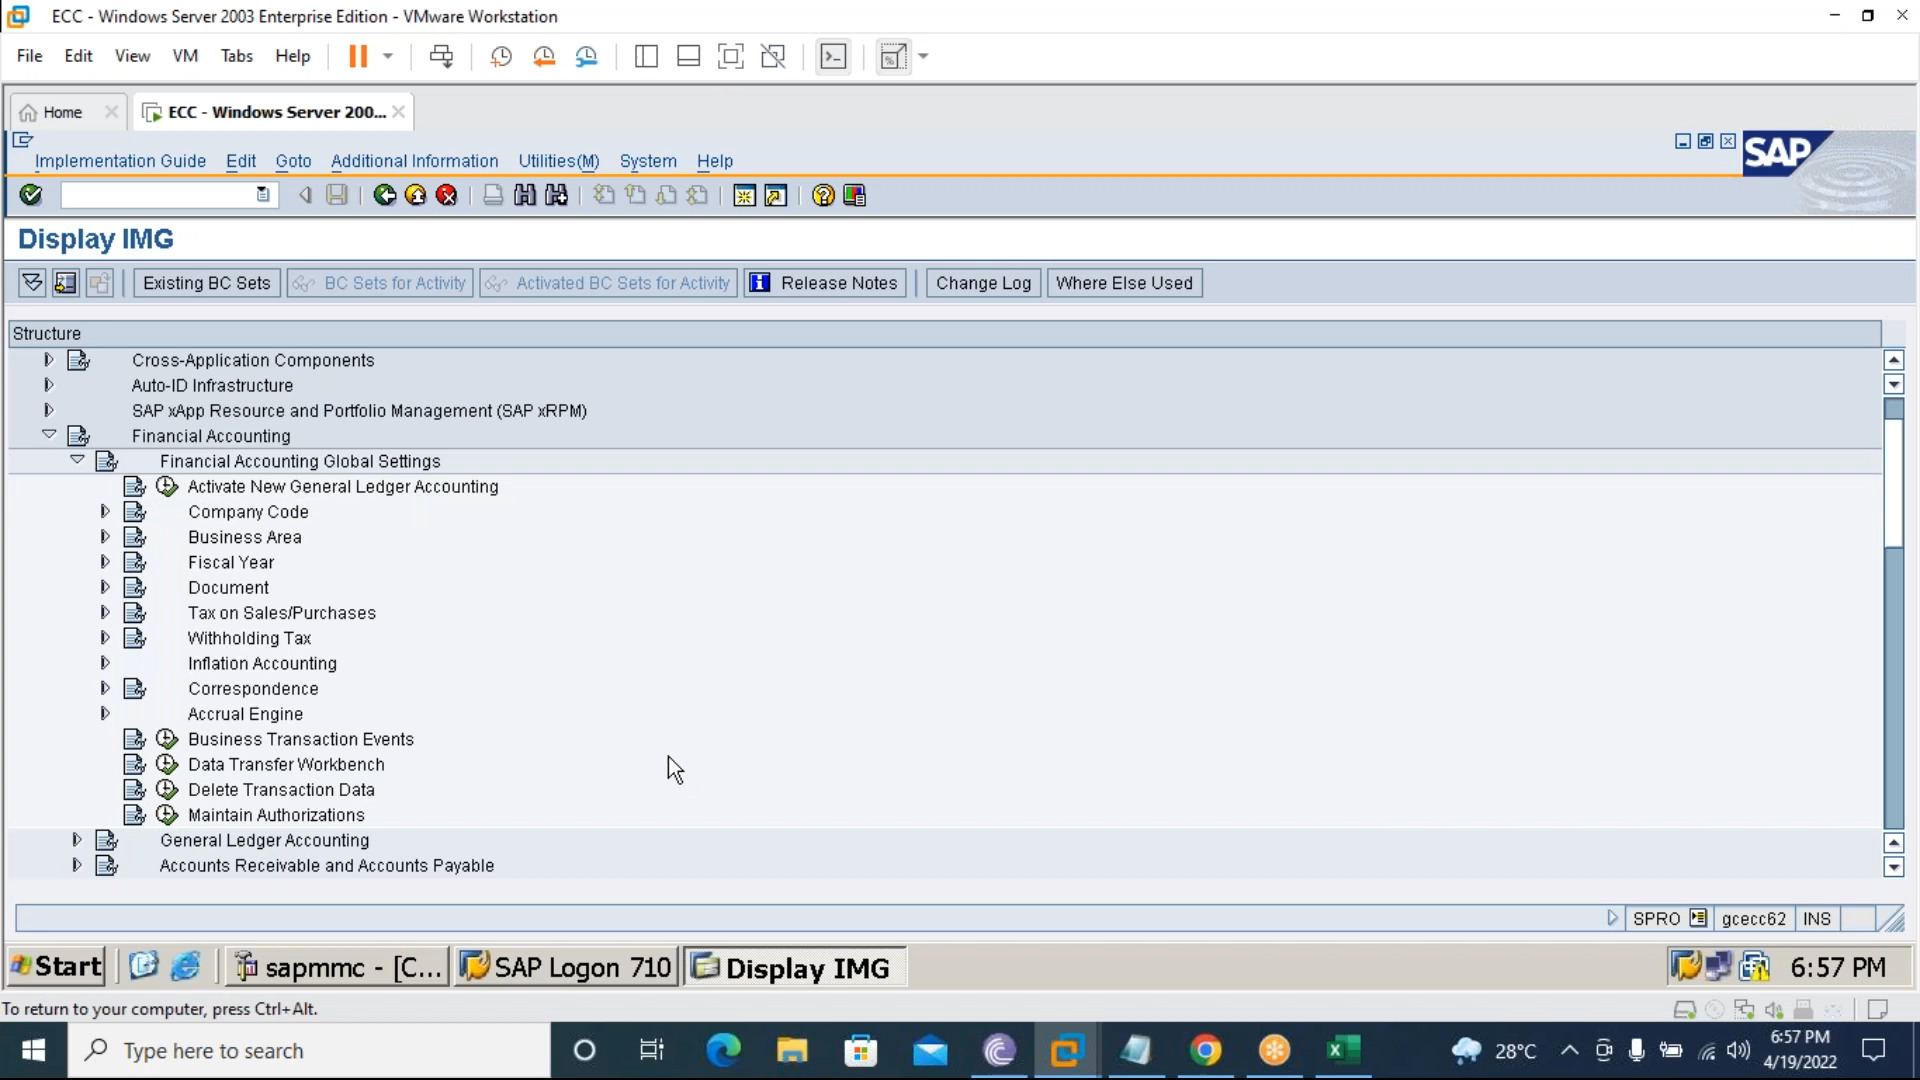 ECC - Windows Server 2003 Enterprise Edition - VMware Workstation
File Edit View VM Tabs Help
Home ECC - Windows Server 200...
Implementation Guide Edit Goto Additional Information Utilities(M) System Help
SAP
Display IMG
Existing BC Sets BC Sets for Activity Activated BC Sets for Activity Release Notes Change Log Where Else Used
Structure
Cross-Application Components
Auto-ID Infrastructure
SAP xApp Resource and Portfolio Management (SAP xRPM)
Financial Accounting
Financial Accounting Global Settings
Activate New General Ledger Accounting
Company Code
Business Area
Fiscal Year
Document
Tax on Sales/Purchases
Withholding Tax
Inflation Accounting
Correspondence
Accrual Engine
Business Transaction Events
Data Transfer Workbench
Delete Transaction Data
Maintain Authorizations
General Ledger Accounting
Accounts Receivable and Accounts Payable
SPRO gcecc62 INS
Start sapmmc - [C... SAP Logon 710 Display IMG 6:57 PM
To return to your computer, press Ctrl+Alt.
Type here to search 28°C 6:57 PM
4/19/2022